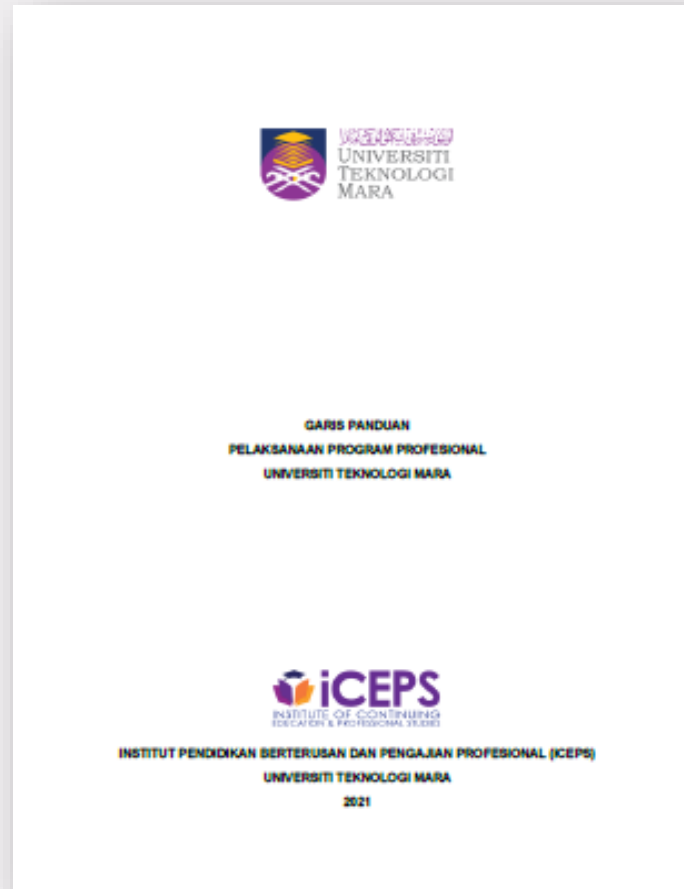 UNIVERSITI
TEKNOLOGI
MARA
GARIS PANDUAN
PELAKSANAAN PROGRAM PROFESIONAL
UNIVERSITI TEKNOLOGI MARA
iCEPS
INSTITUTE OF CONTINUING
EDUCATION & PROFESSIONAL STUDIES
INSTITUT PENDIDIKAN BERTERUSAN DAN PENGAJIAN PROFESIONAL (ICEPS)
UNIVERSITI TEKNOLOGI MARA
2021